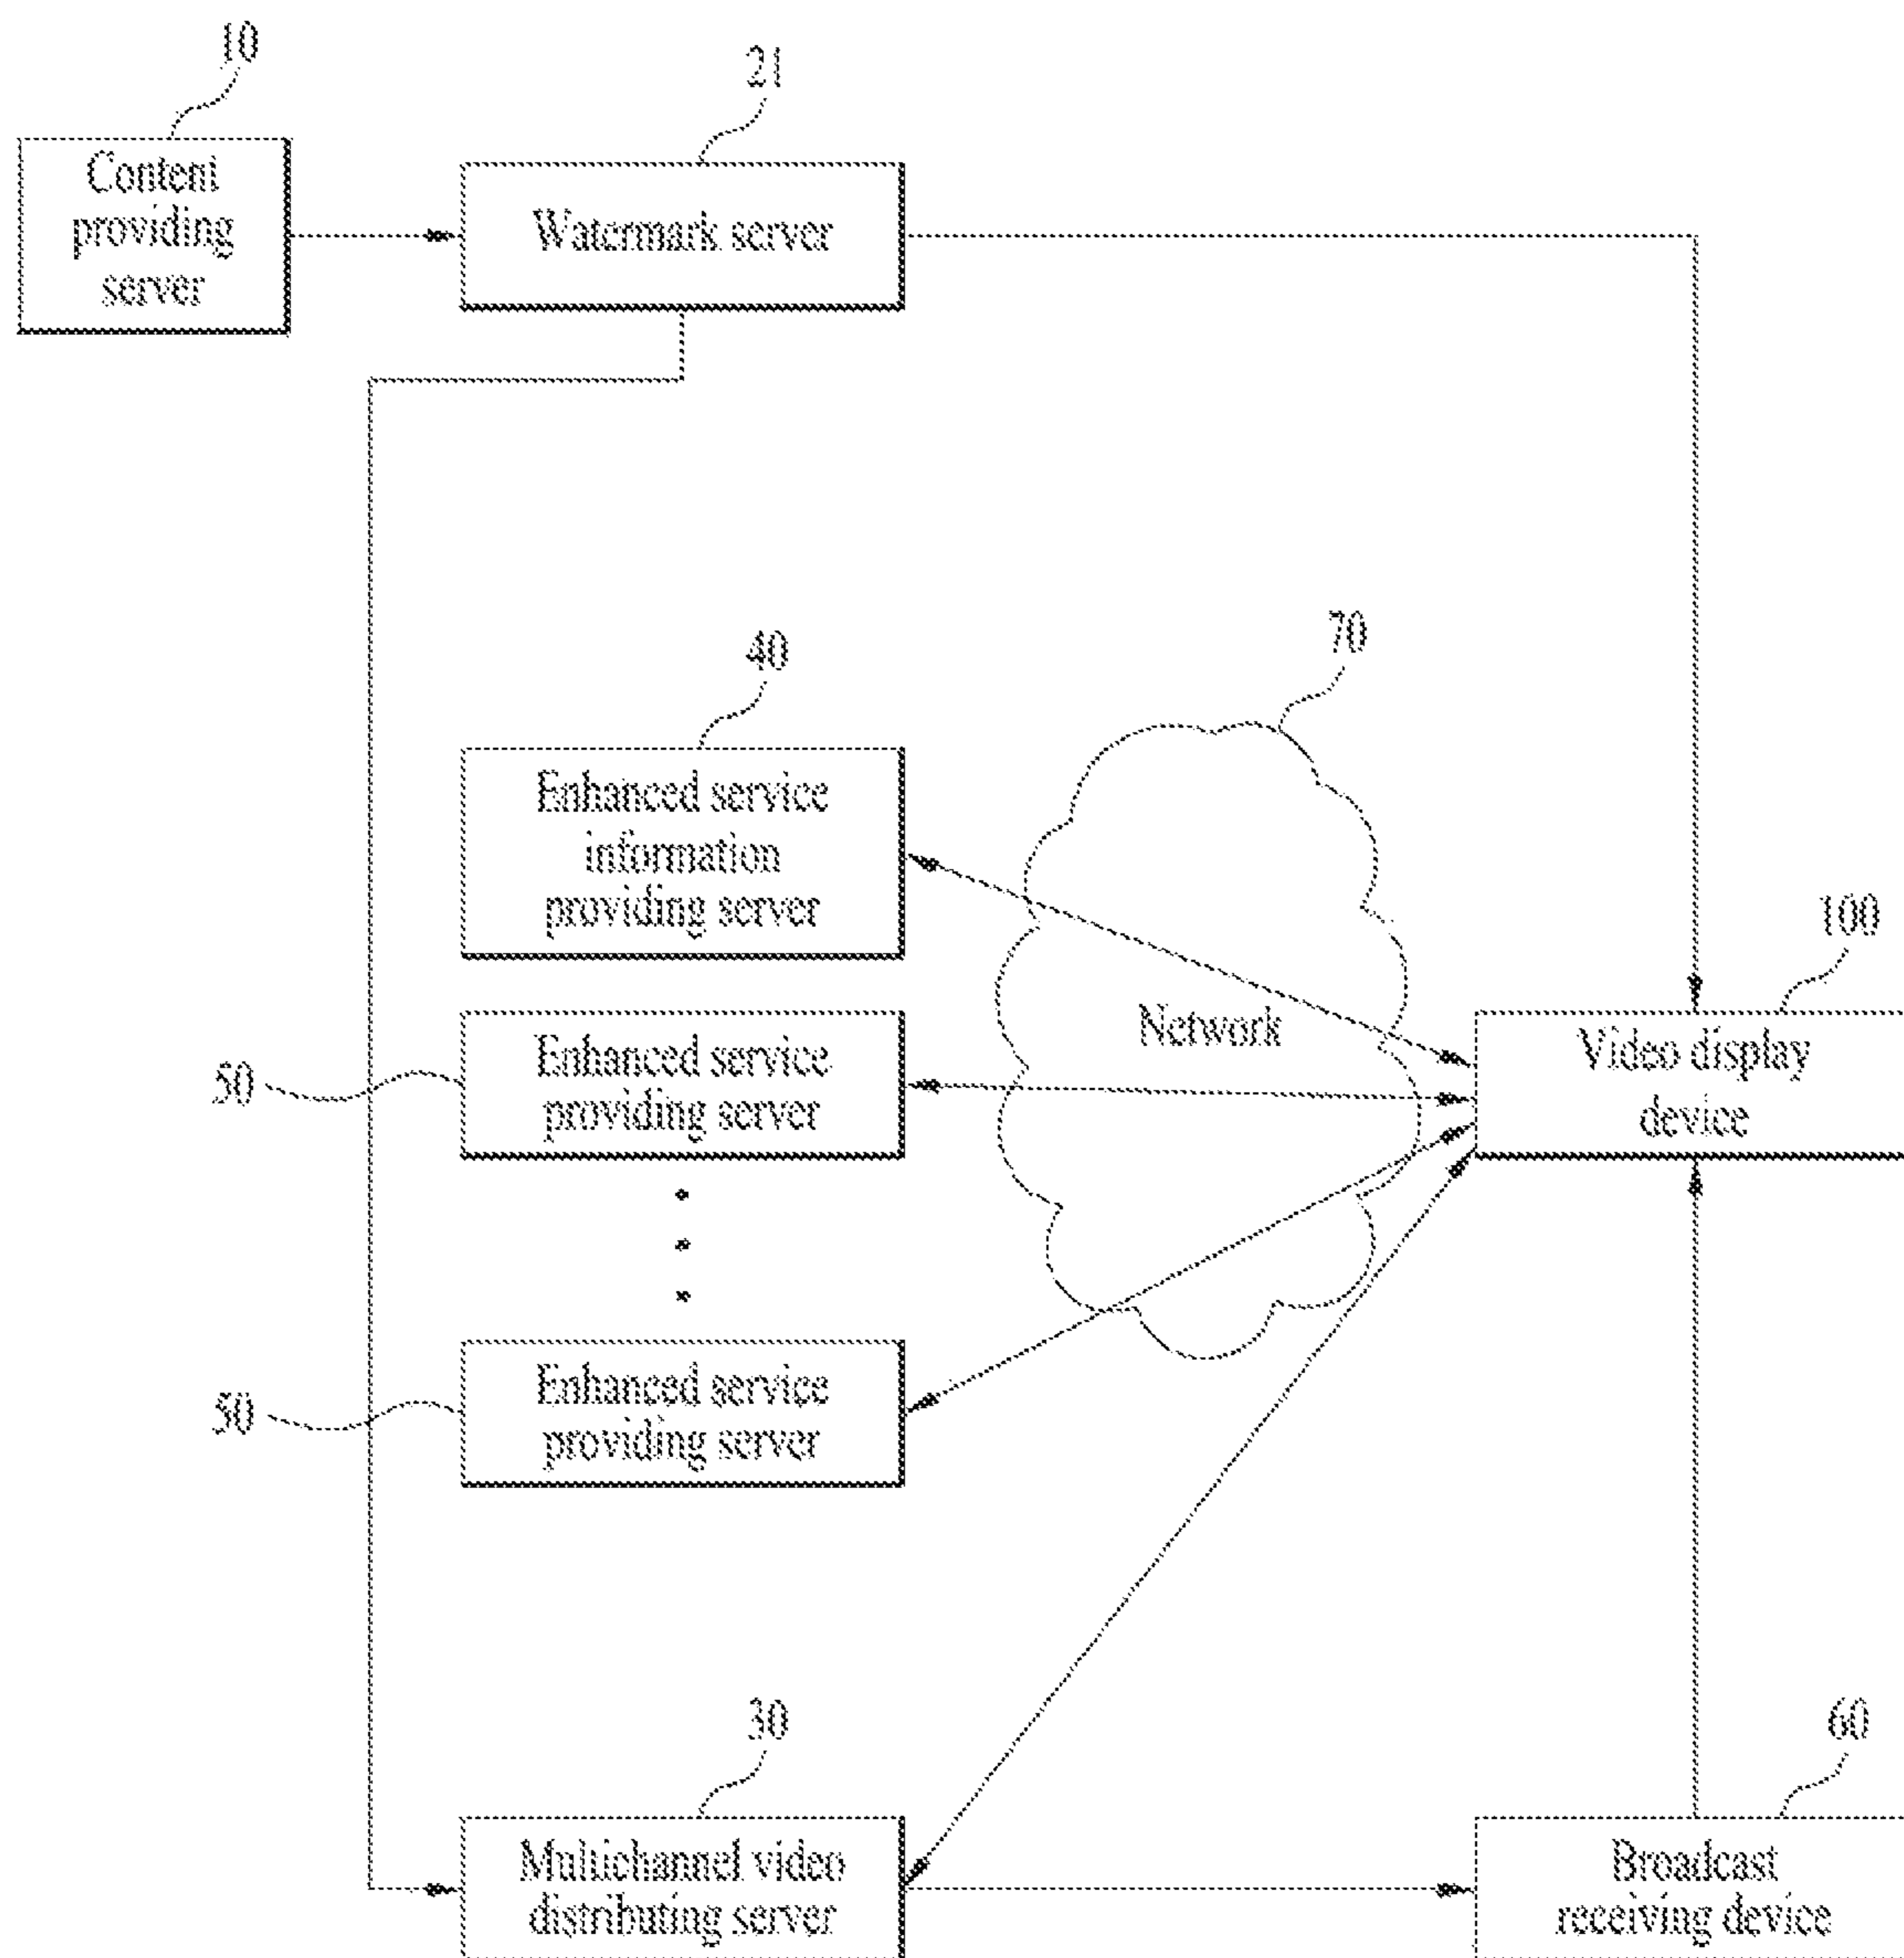 10
21
Content
providing
server
Watermark server
40
70
Enhanced service
information
providing server
100
Network
Video display
device
50
Enhanced service
providing server
50
Enhanced service
providing server
30
60
Multichannel video
distributing server
Broadcast
receiving device